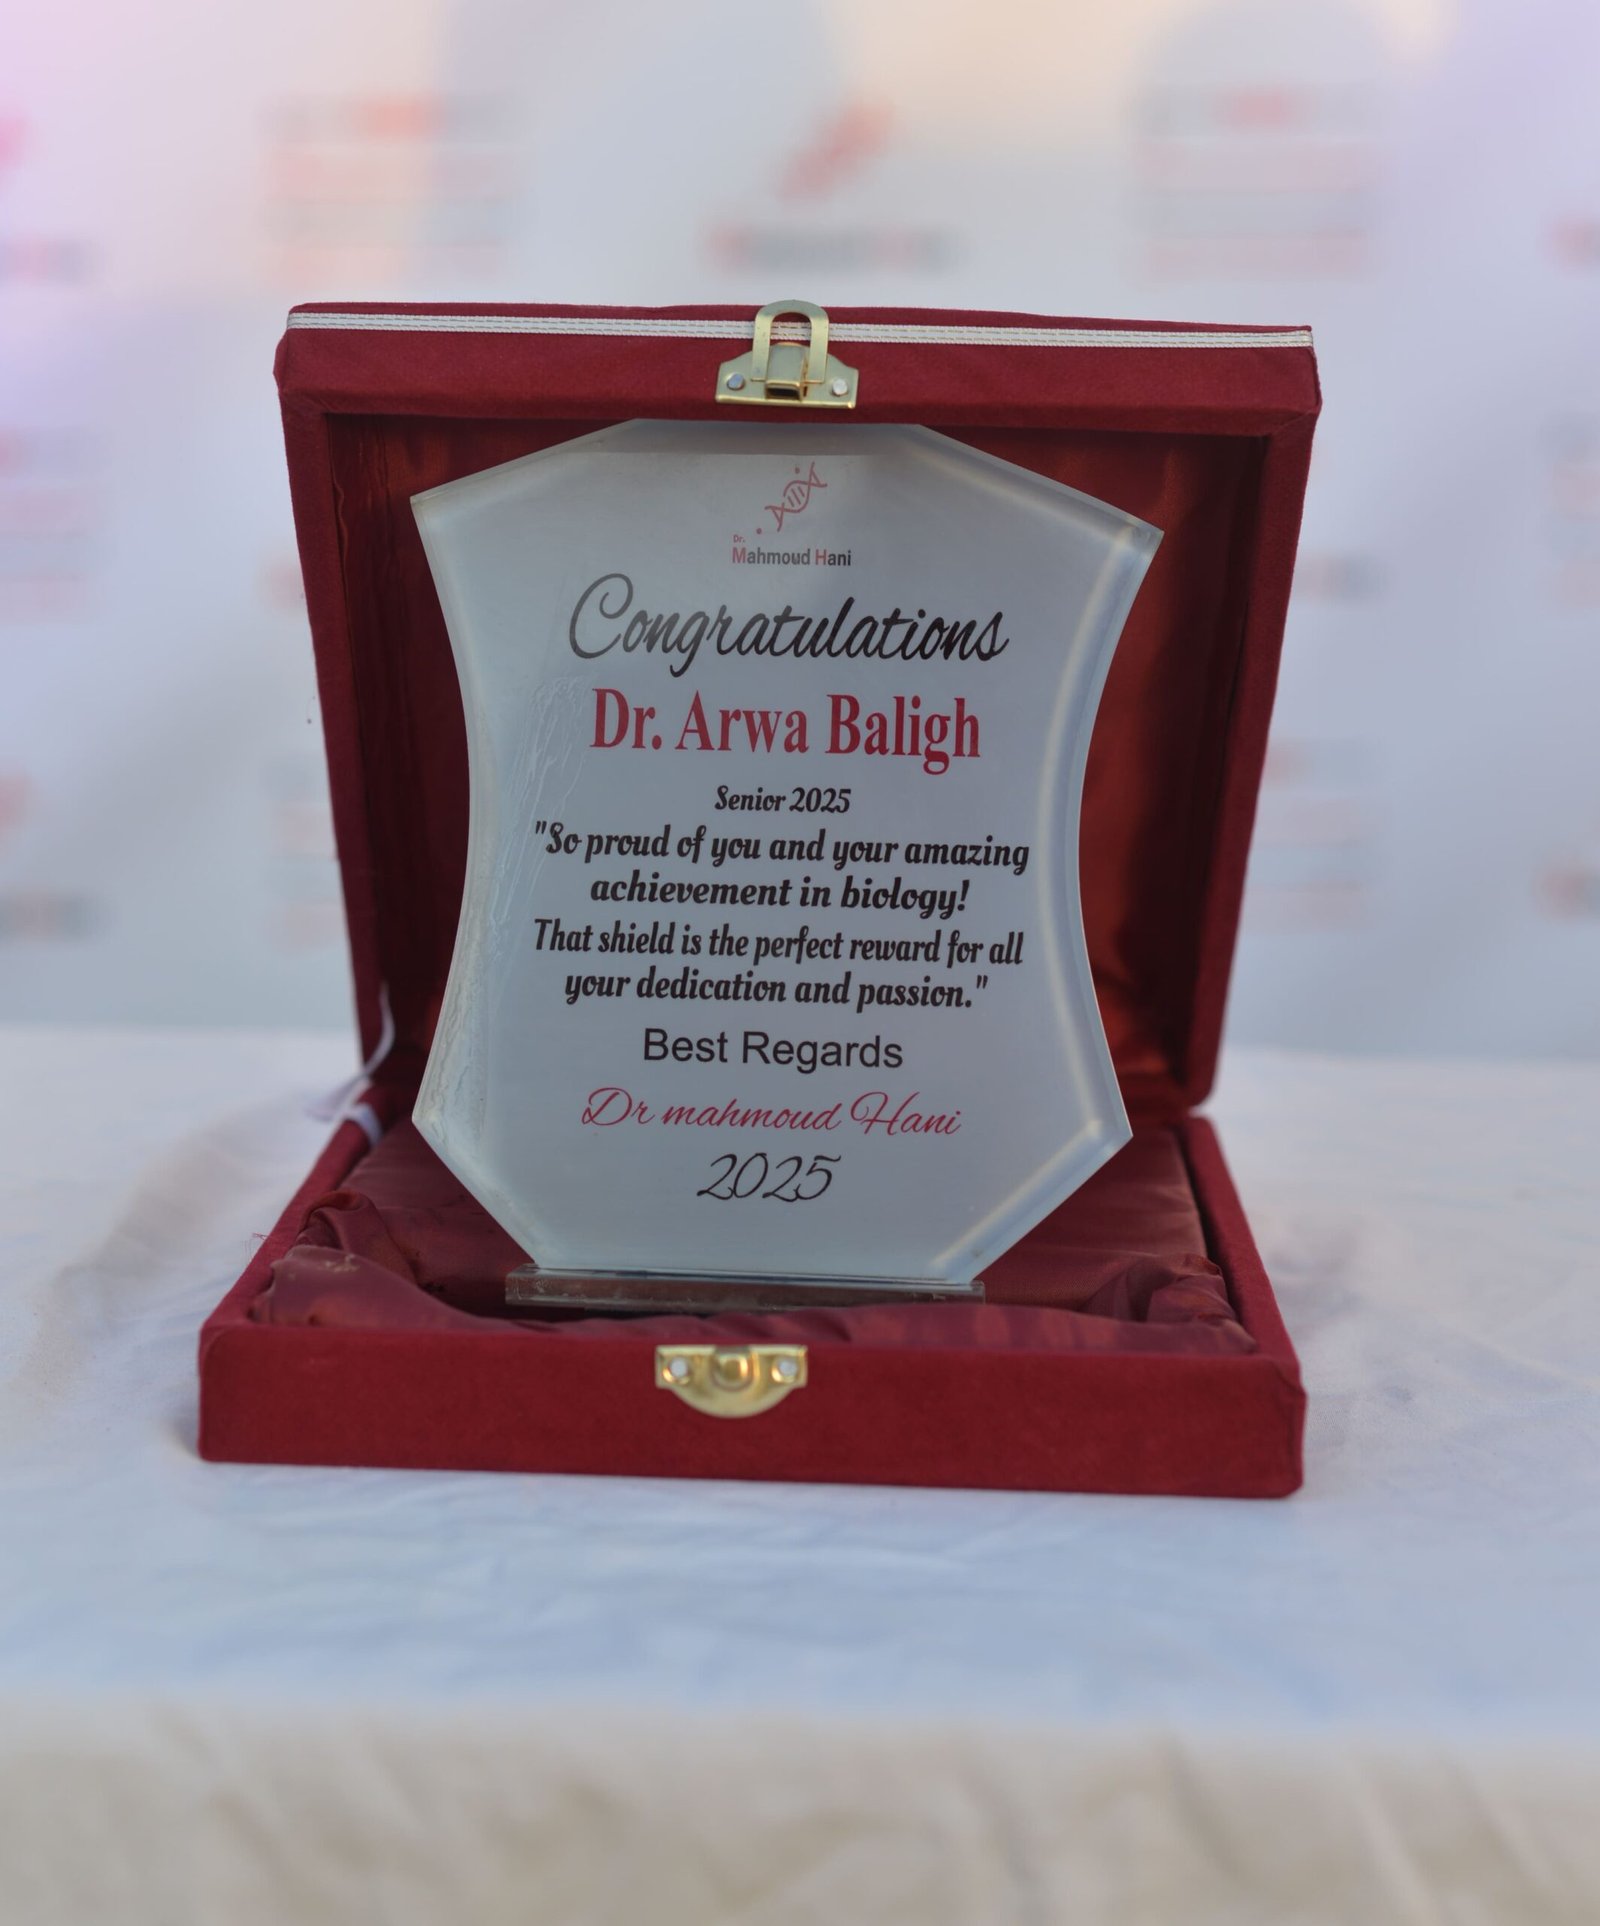 Dr.
Mahmoud Hani
Congratulations
Dr. Arwa Baligh
Senior 2025
"So proud of you and your amazing
achievement in biology!
That shield is the perfect reward for all
your dedication and passion."
Best Regards
Dr mahmoud Hani
2025